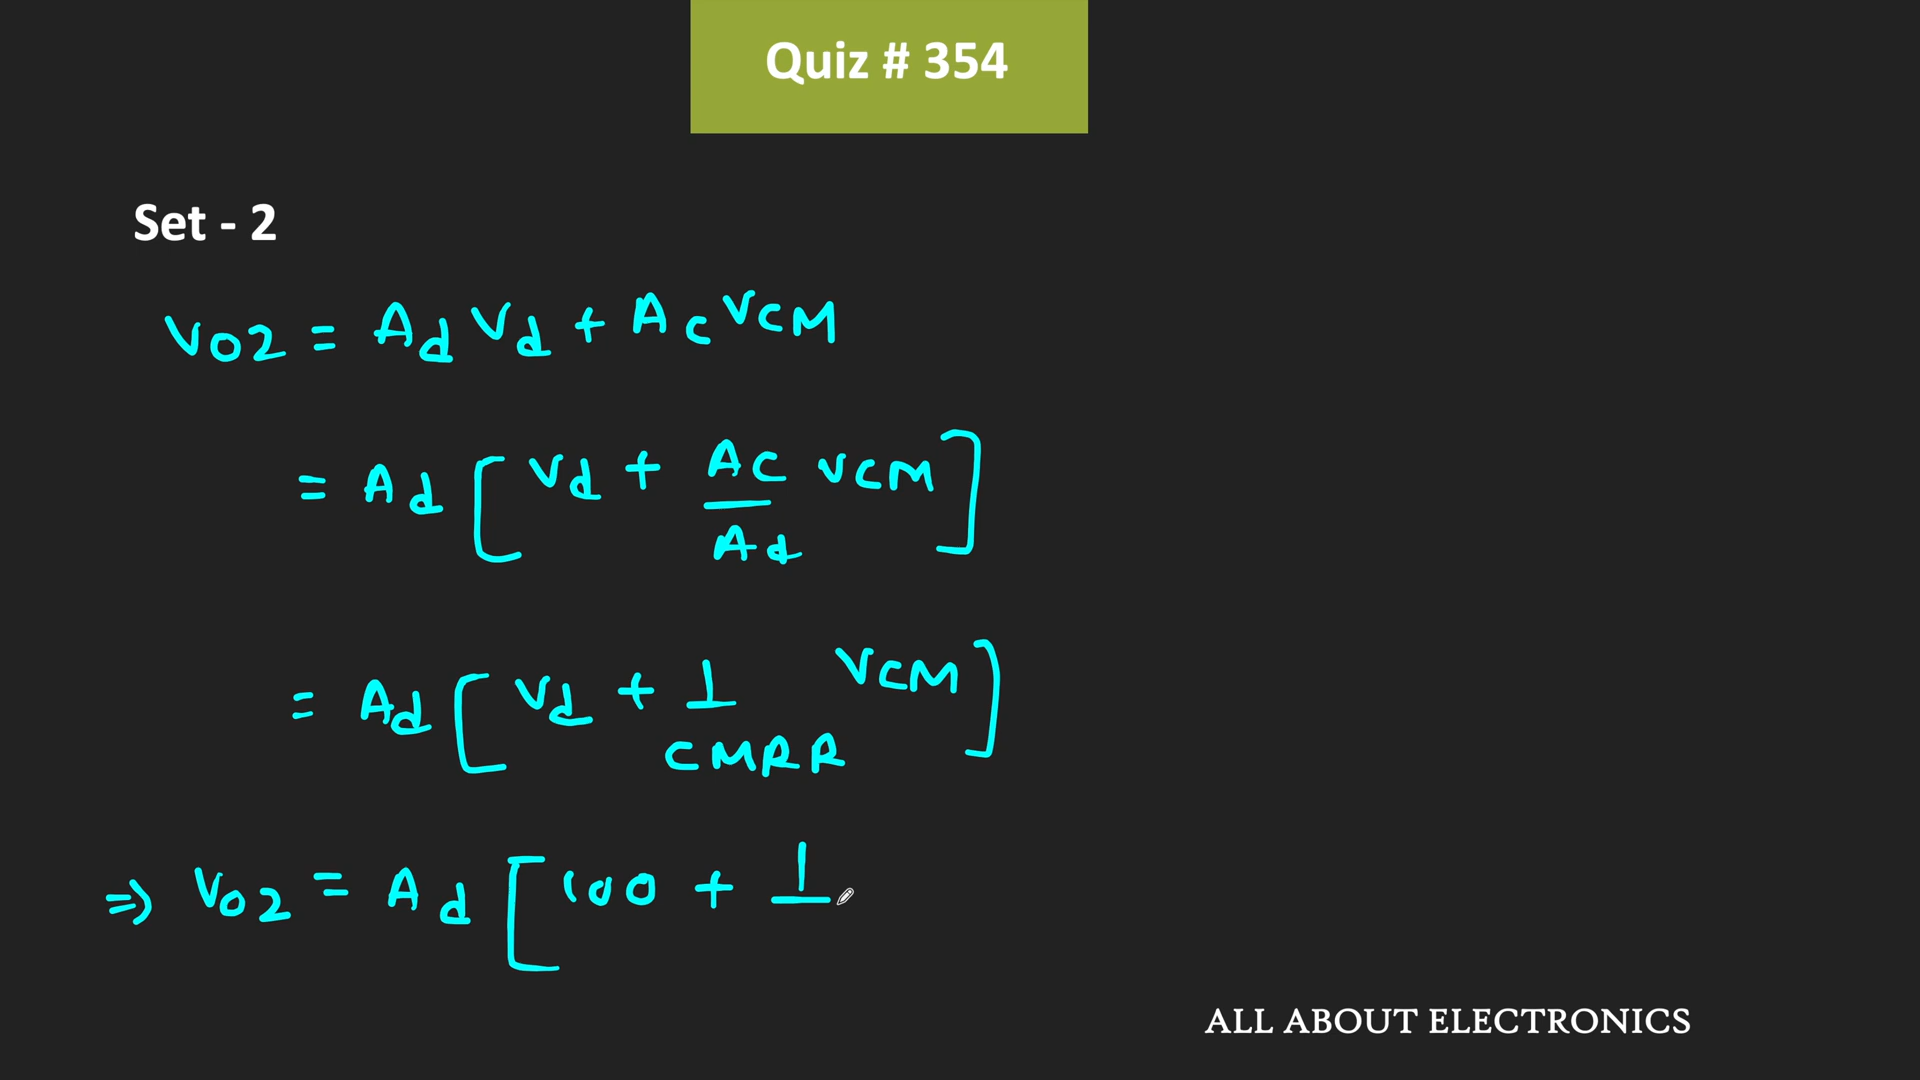 Quiz # 354
Set - 2
Vo2 = Ad Vd + Ac VCM
= Ad [ Vd + Ac/Ad VCM ]
= Ad [ Vd + 1/CMRR VCM ]
⇒ Vo2 = Ad [ 100 + 1
ALL ABOUT ELECTRONICS